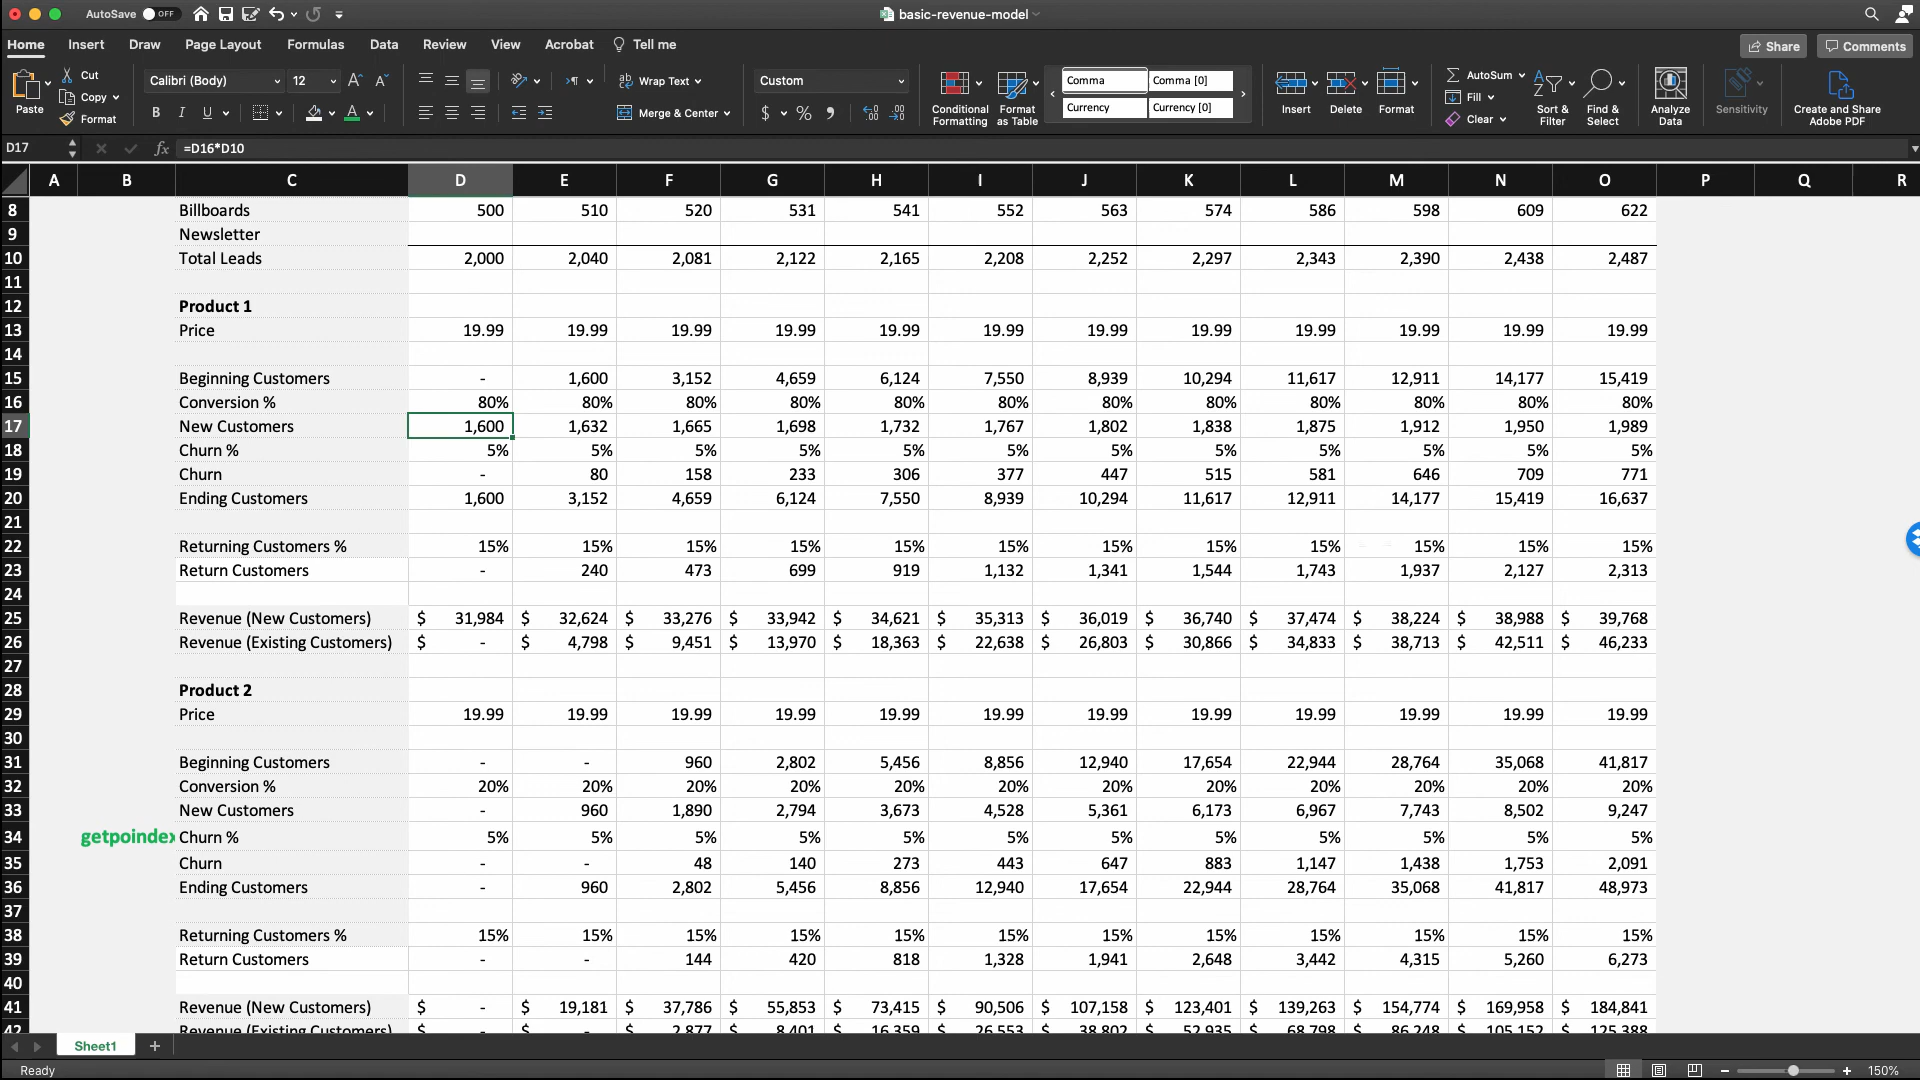 AutoSave OFF basic-revenue-model
Home Insert Draw Page Layout Formulas Data Review View Acrobat Tell me Share Comments
Paste Cut Copy Format Calibri (Body) 12 Wrap Text Merge & Center Custom Conditional Formatting Format as Table Comma Comma [0] Currency Currency [0] Insert Delete Format AutoSum Fill Clear Sort & Filter Find & Select Analyze Data Sensitivity Create and Share Adobe PDF
D17 fx =D16*D10
A B C D E F G H I J K L M N O P Q R
8 Billboards 500 510 520 531 541 552 563 574 586 598 609 622
9 Newsletter
10 Total Leads 2,000 2,040 2,081 2,122 2,165 2,208 2,252 2,297 2,343 2,390 2,438 2,487
11
12 Product 1
13 Price 19.99 19.99 19.99 19.99 19.99 19.99 19.99 19.99 19.99 19.99 19.99 19.99
14
15 Beginning Customers - 1,600 3,152 4,659 6,124 7,550 8,939 10,294 11,617 12,911 14,177 15,419
16 Conversion % 80% 80% 80% 80% 80% 80% 80% 80% 80% 80% 80% 80%
17 New Customers 1,600 1,632 1,665 1,698 1,732 1,767 1,802 1,838 1,875 1,912 1,950 1,989
18 Churn % 5% 5% 5% 5% 5% 5% 5% 5% 5% 5% 5% 5%
19 Churn - 80 158 233 306 377 447 515 581 646 709 771
20 Ending Customers 1,600 3,152 4,659 6,124 7,550 8,939 10,294 11,617 12,911 14,177 15,419 16,637
21
22 Returning Customers % 15% 15% 15% 15% 15% 15% 15% 15% 15% 15% 15% 15%
23 Return Customers - 240 473 699 919 1,132 1,341 1,544 1,743 1,937 2,127 2,313
24
25 Revenue (New Customers) $ 31,984 $ 32,624 $ 33,276 $ 33,942 $ 34,621 $ 35,313 $ 36,019 $ 36,740 $ 37,474 $ 38,224 $ 38,988 $ 39,768
26 Revenue (Existing Customers) $ - $ 4,798 $ 9,451 $ 13,970 $ 18,363 $ 22,638 $ 26,803 $ 30,866 $ 34,833 $ 38,713 $ 42,511 $ 46,233
27
28 Product 2
29 Price 19.99 19.99 19.99 19.99 19.99 19.99 19.99 19.99 19.99 19.99 19.99 19.99
30
31 Beginning Customers - - 960 2,802 5,456 8,856 12,940 17,654 22,944 28,764 35,068 41,817
32 Conversion % 20% 20% 20% 20% 20% 20% 20% 20% 20% 20% 20% 20%
33 New Customers - 960 1,890 2,794 3,673 4,528 5,361 6,173 6,967 7,743 8,502 9,247
34 getpoindex Churn % 5% 5% 5% 5% 5% 5% 5% 5% 5% 5% 5% 5%
35 Churn - - 48 140 273 443 647 883 1,147 1,438 1,753 2,091
36 Ending Customers - 960 2,802 5,456 8,856 12,940 17,654 22,944 28,764 35,068 41,817 48,973
37
38 Returning Customers % 15% 15% 15% 15% 15% 15% 15% 15% 15% 15% 15% 15%
39 Return Customers - - 144 420 818 1,328 1,941 2,648 3,442 4,315 5,260 6,273
40
41 Revenue (New Customers) $ - $ 19,181 $ 37,786 $ 55,853 $ 73,415 $ 90,506 $ 107,158 $ 123,401 $ 139,263 $ 154,774 $ 169,958 $ 184,841
42 Revenue (Existing Customers) $ - $ - $ 2,877 $ 8,401 $ 16,359 $ 26,553 $ 38,802 $ 52,935 $ 68,798 $ 86,248 $ 105,152 $ 125,388
Sheet1 +
Ready 150%